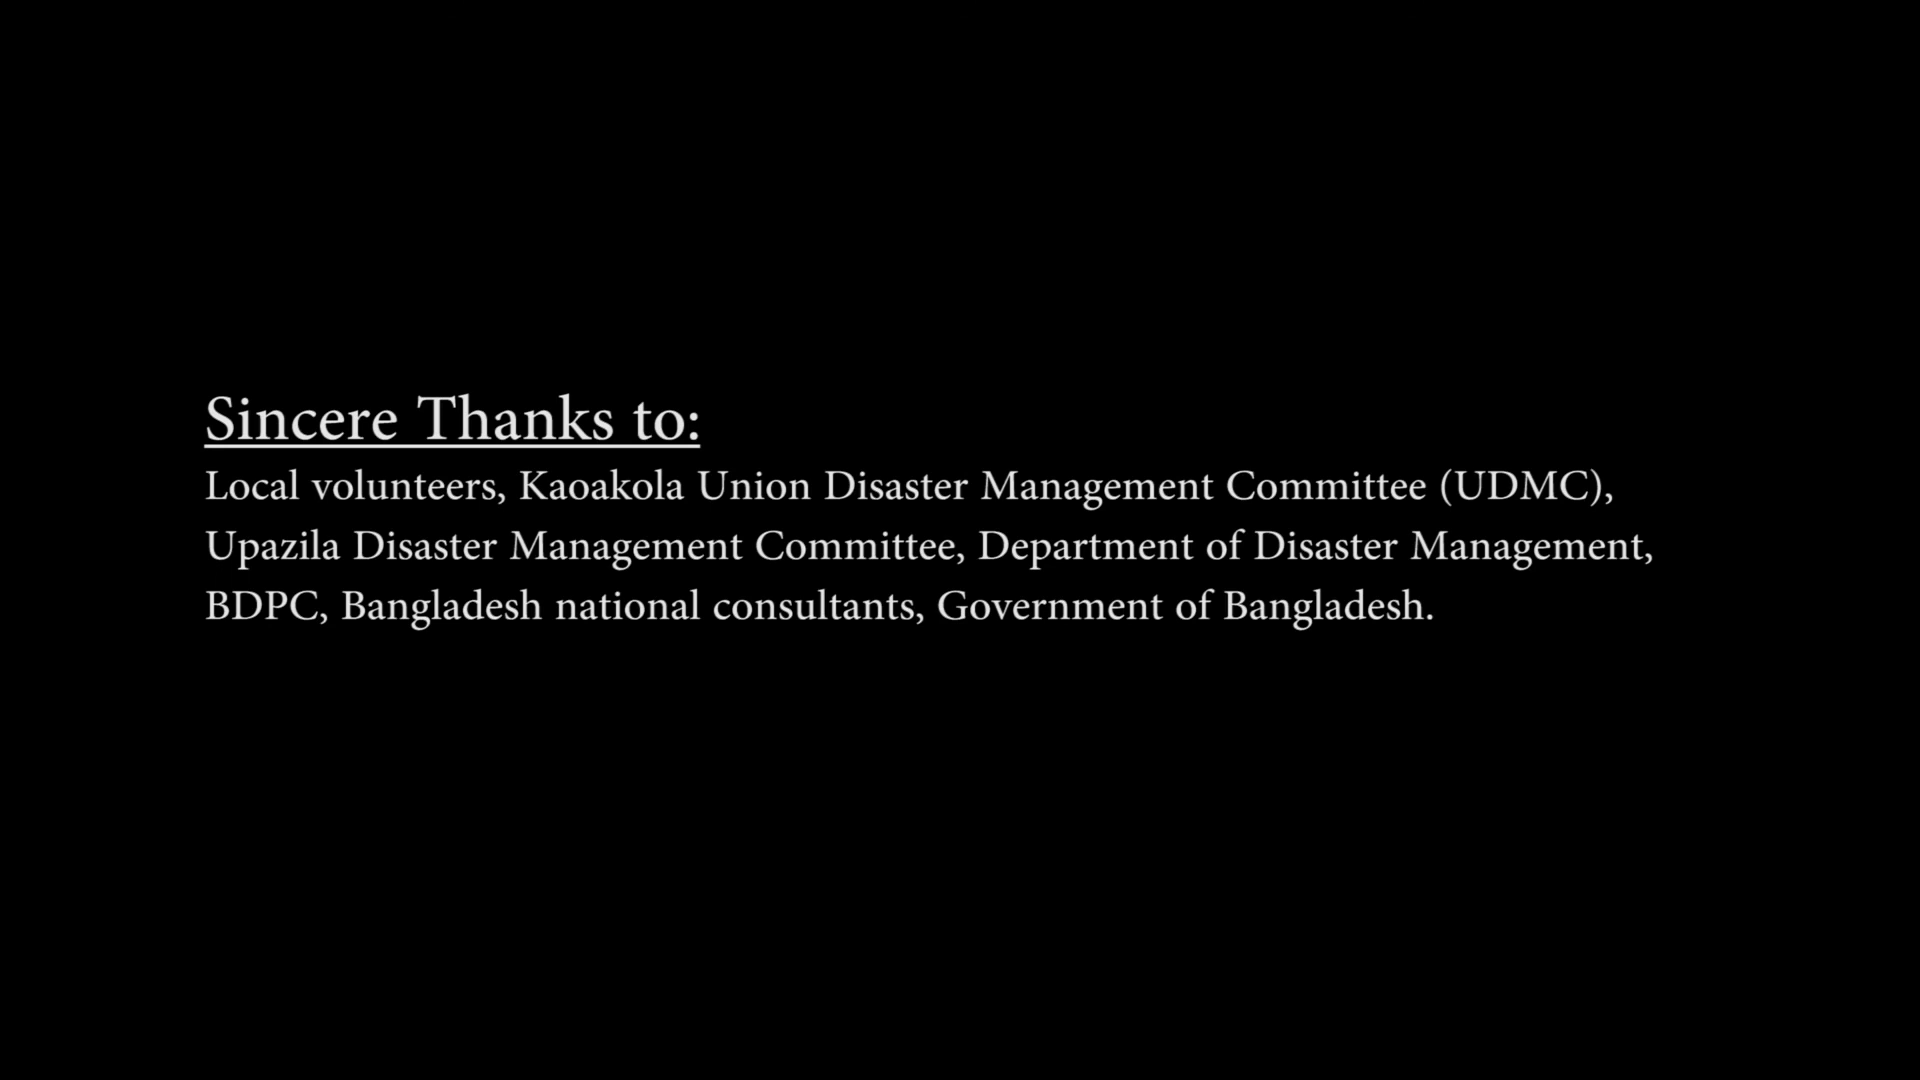 Sincere Thanks to:
Local volunteers, Kaoakola Union Disaster Management Committee (UDMC),
Upazila Disaster Management Committee, Department of Disaster Management,
BDPC, Bangladesh national consultants, Government of Bangladesh.